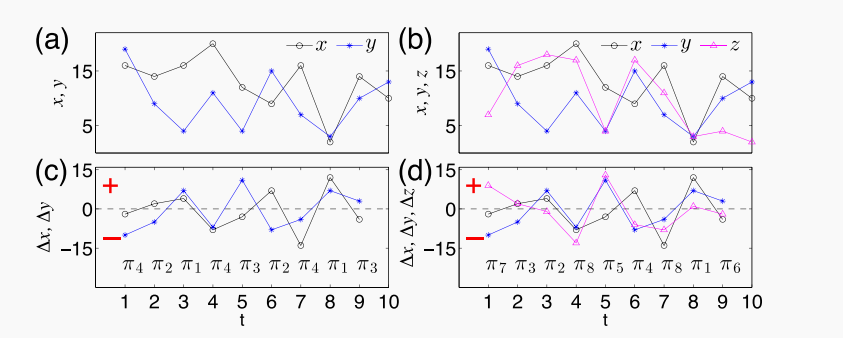 (a)
x y
x, y
15
5
(b)
x y z
x, y, z
15
5
(c)
Δx, Δy
15
0
−15
+
−
π4 π2 π1 π4 π3 π2 π4 π1 π3
1 2 3 4 5 6 7 8 9 10
t
(d)
Δx, Δy, Δz
15
0
−15
+
−
π7 π3 π2 π8 π5 π4 π8 π1 π6
1 2 3 4 5 6 7 8 9 10
t